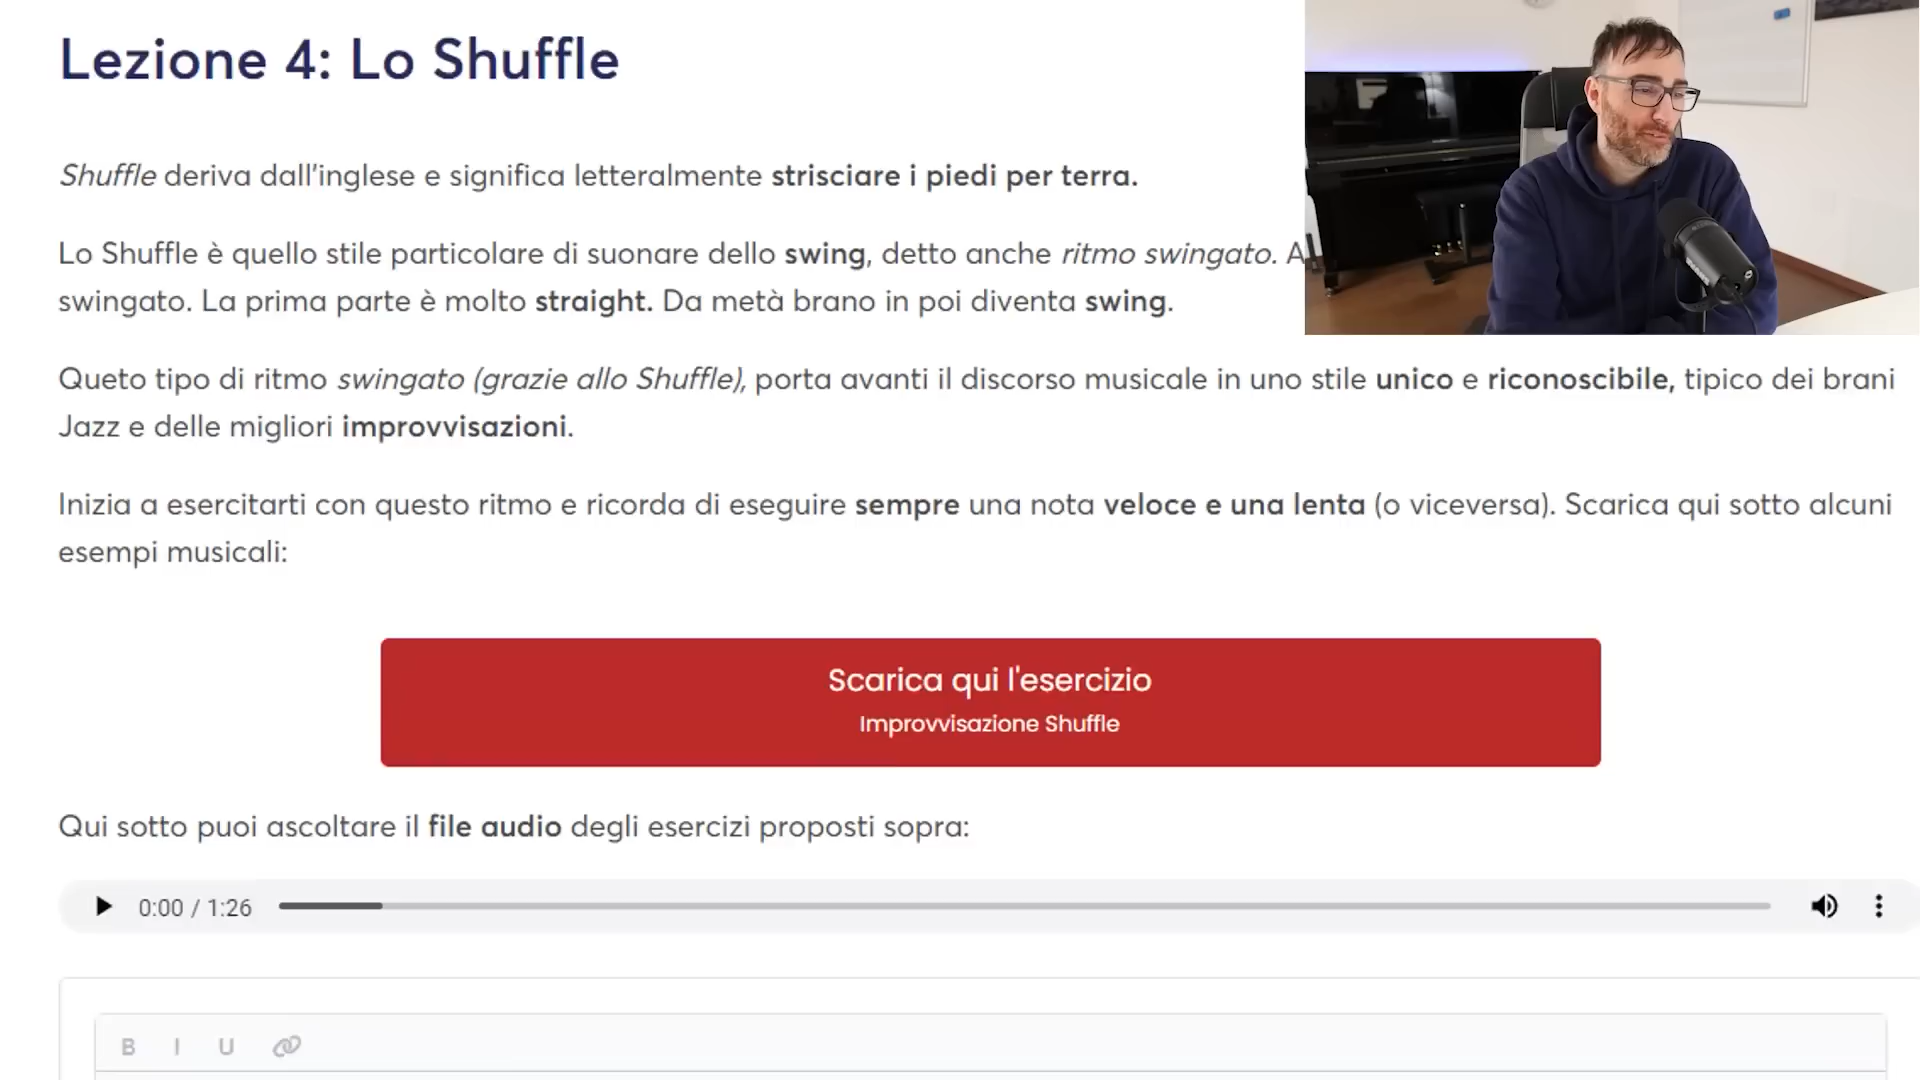 Lezione 4: Lo Shuffle
Shuffle deriva dall'inglese e significa letteralmente strisciare i piedi per terra.
Lo Shuffle è quello stile particolare di suonare dello swing, detto anche ritmo swingato. A
swingato. La prima parte è molto straight. Da metà brano in poi diventa swing.
Queto tipo di ritmo swingato (grazie allo Shuffle), porta avanti il discorso musicale in uno stile unico e riconoscibile, tipico dei brani
Jazz e delle migliori improvvisazioni.
Inizia a esercitarti con questo ritmo e ricorda di eseguire sempre una nota veloce e una lenta (o viceversa). Scarica qui sotto alcuni
esempi musicali:
Scarica qui l'esercizio
Improvvisazione Shuffle
Qui sotto puoi ascoltare il file audio degli esercizi proposti sopra:
0:00 / 1:26
B I U